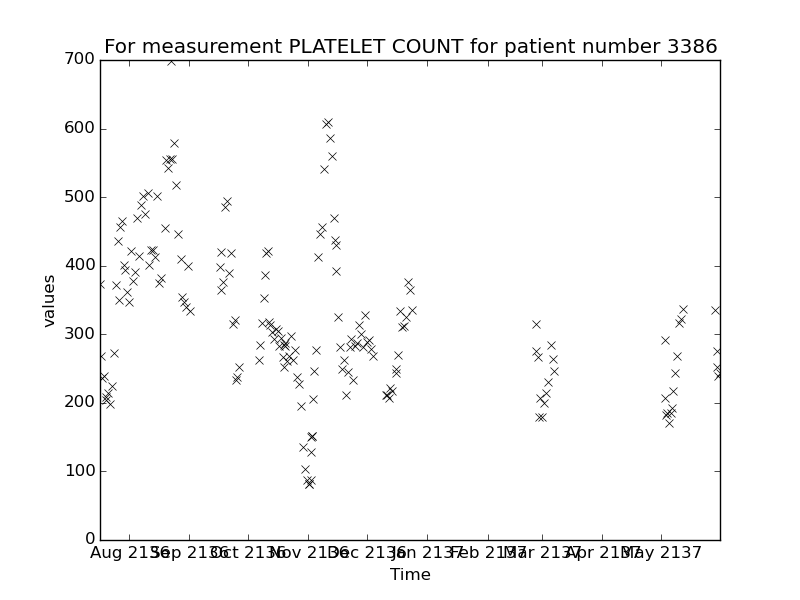 For measurement PLATELET COUNT for patient number 3386
700
600
500
400
300
200
100
0
values
Aug 2136 Sep 2136 Oct 2136 Nov 2136 Dec 2136 Jan 2137 Feb 2137 Mar 2137 Apr 2137 May 2137
Time